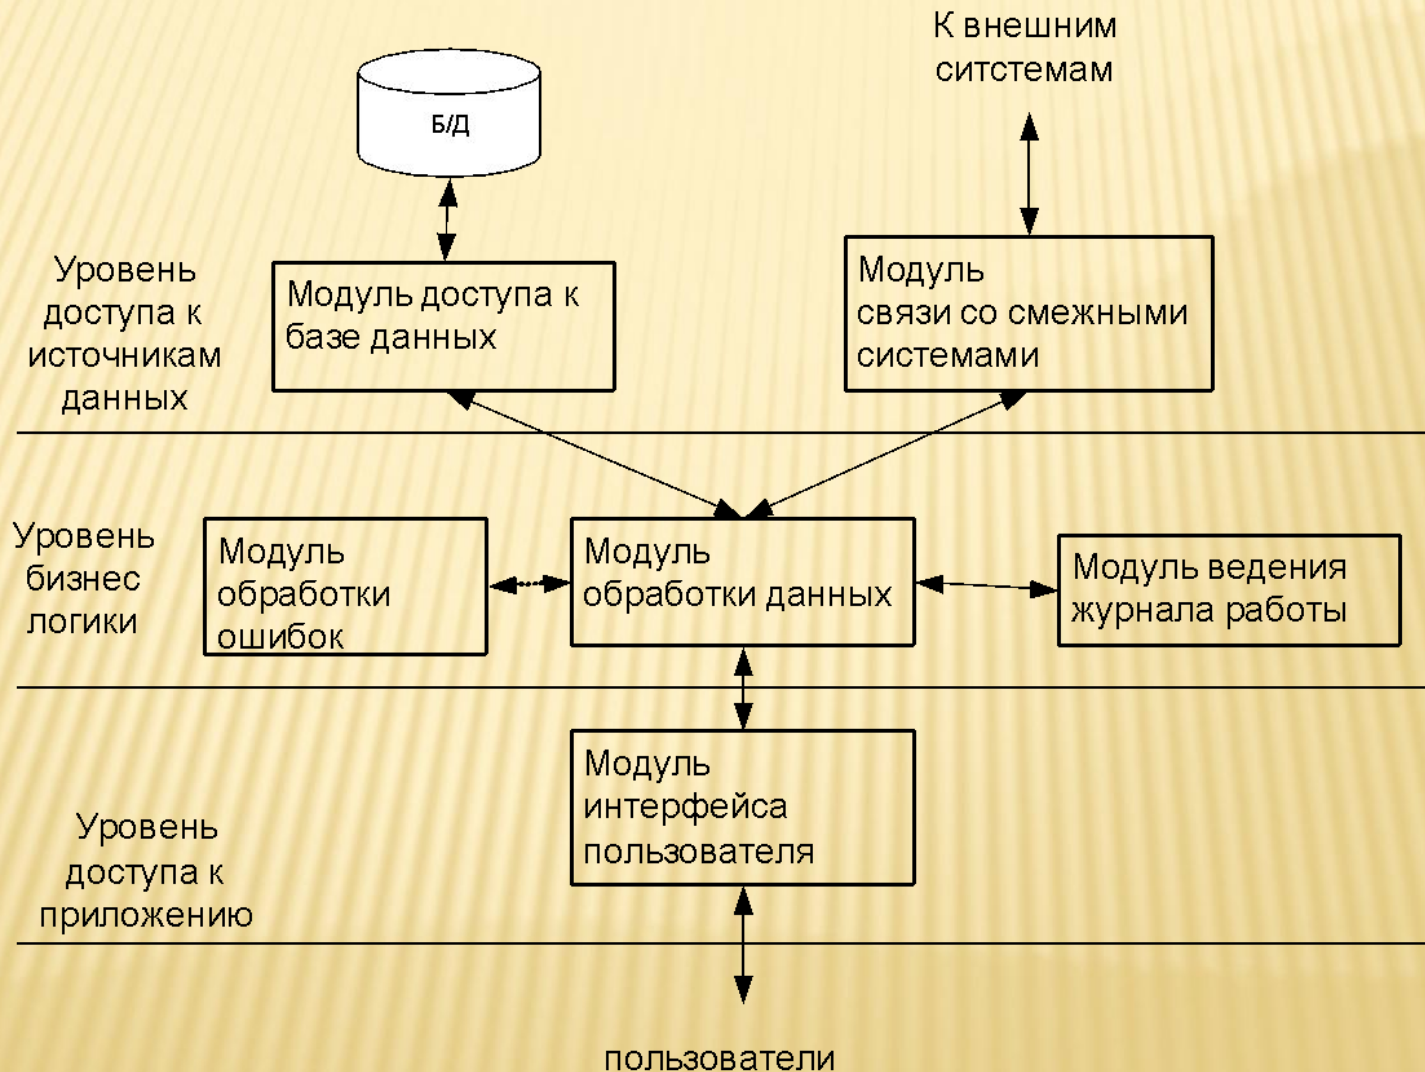 К внешним
ситстемам
Б/Д
Уровень
доступа к
источникам
данных
Модуль доступа к
базе данных
Модуль
связи со смежными
системами
Уровень
бизнес
логики
Модуль
обработки
ошибок
Модуль
обработки данных
Модуль ведения
журнала работы
Уровень
доступа к
приложению
Модуль
интерфейса
пользователя
пользователи